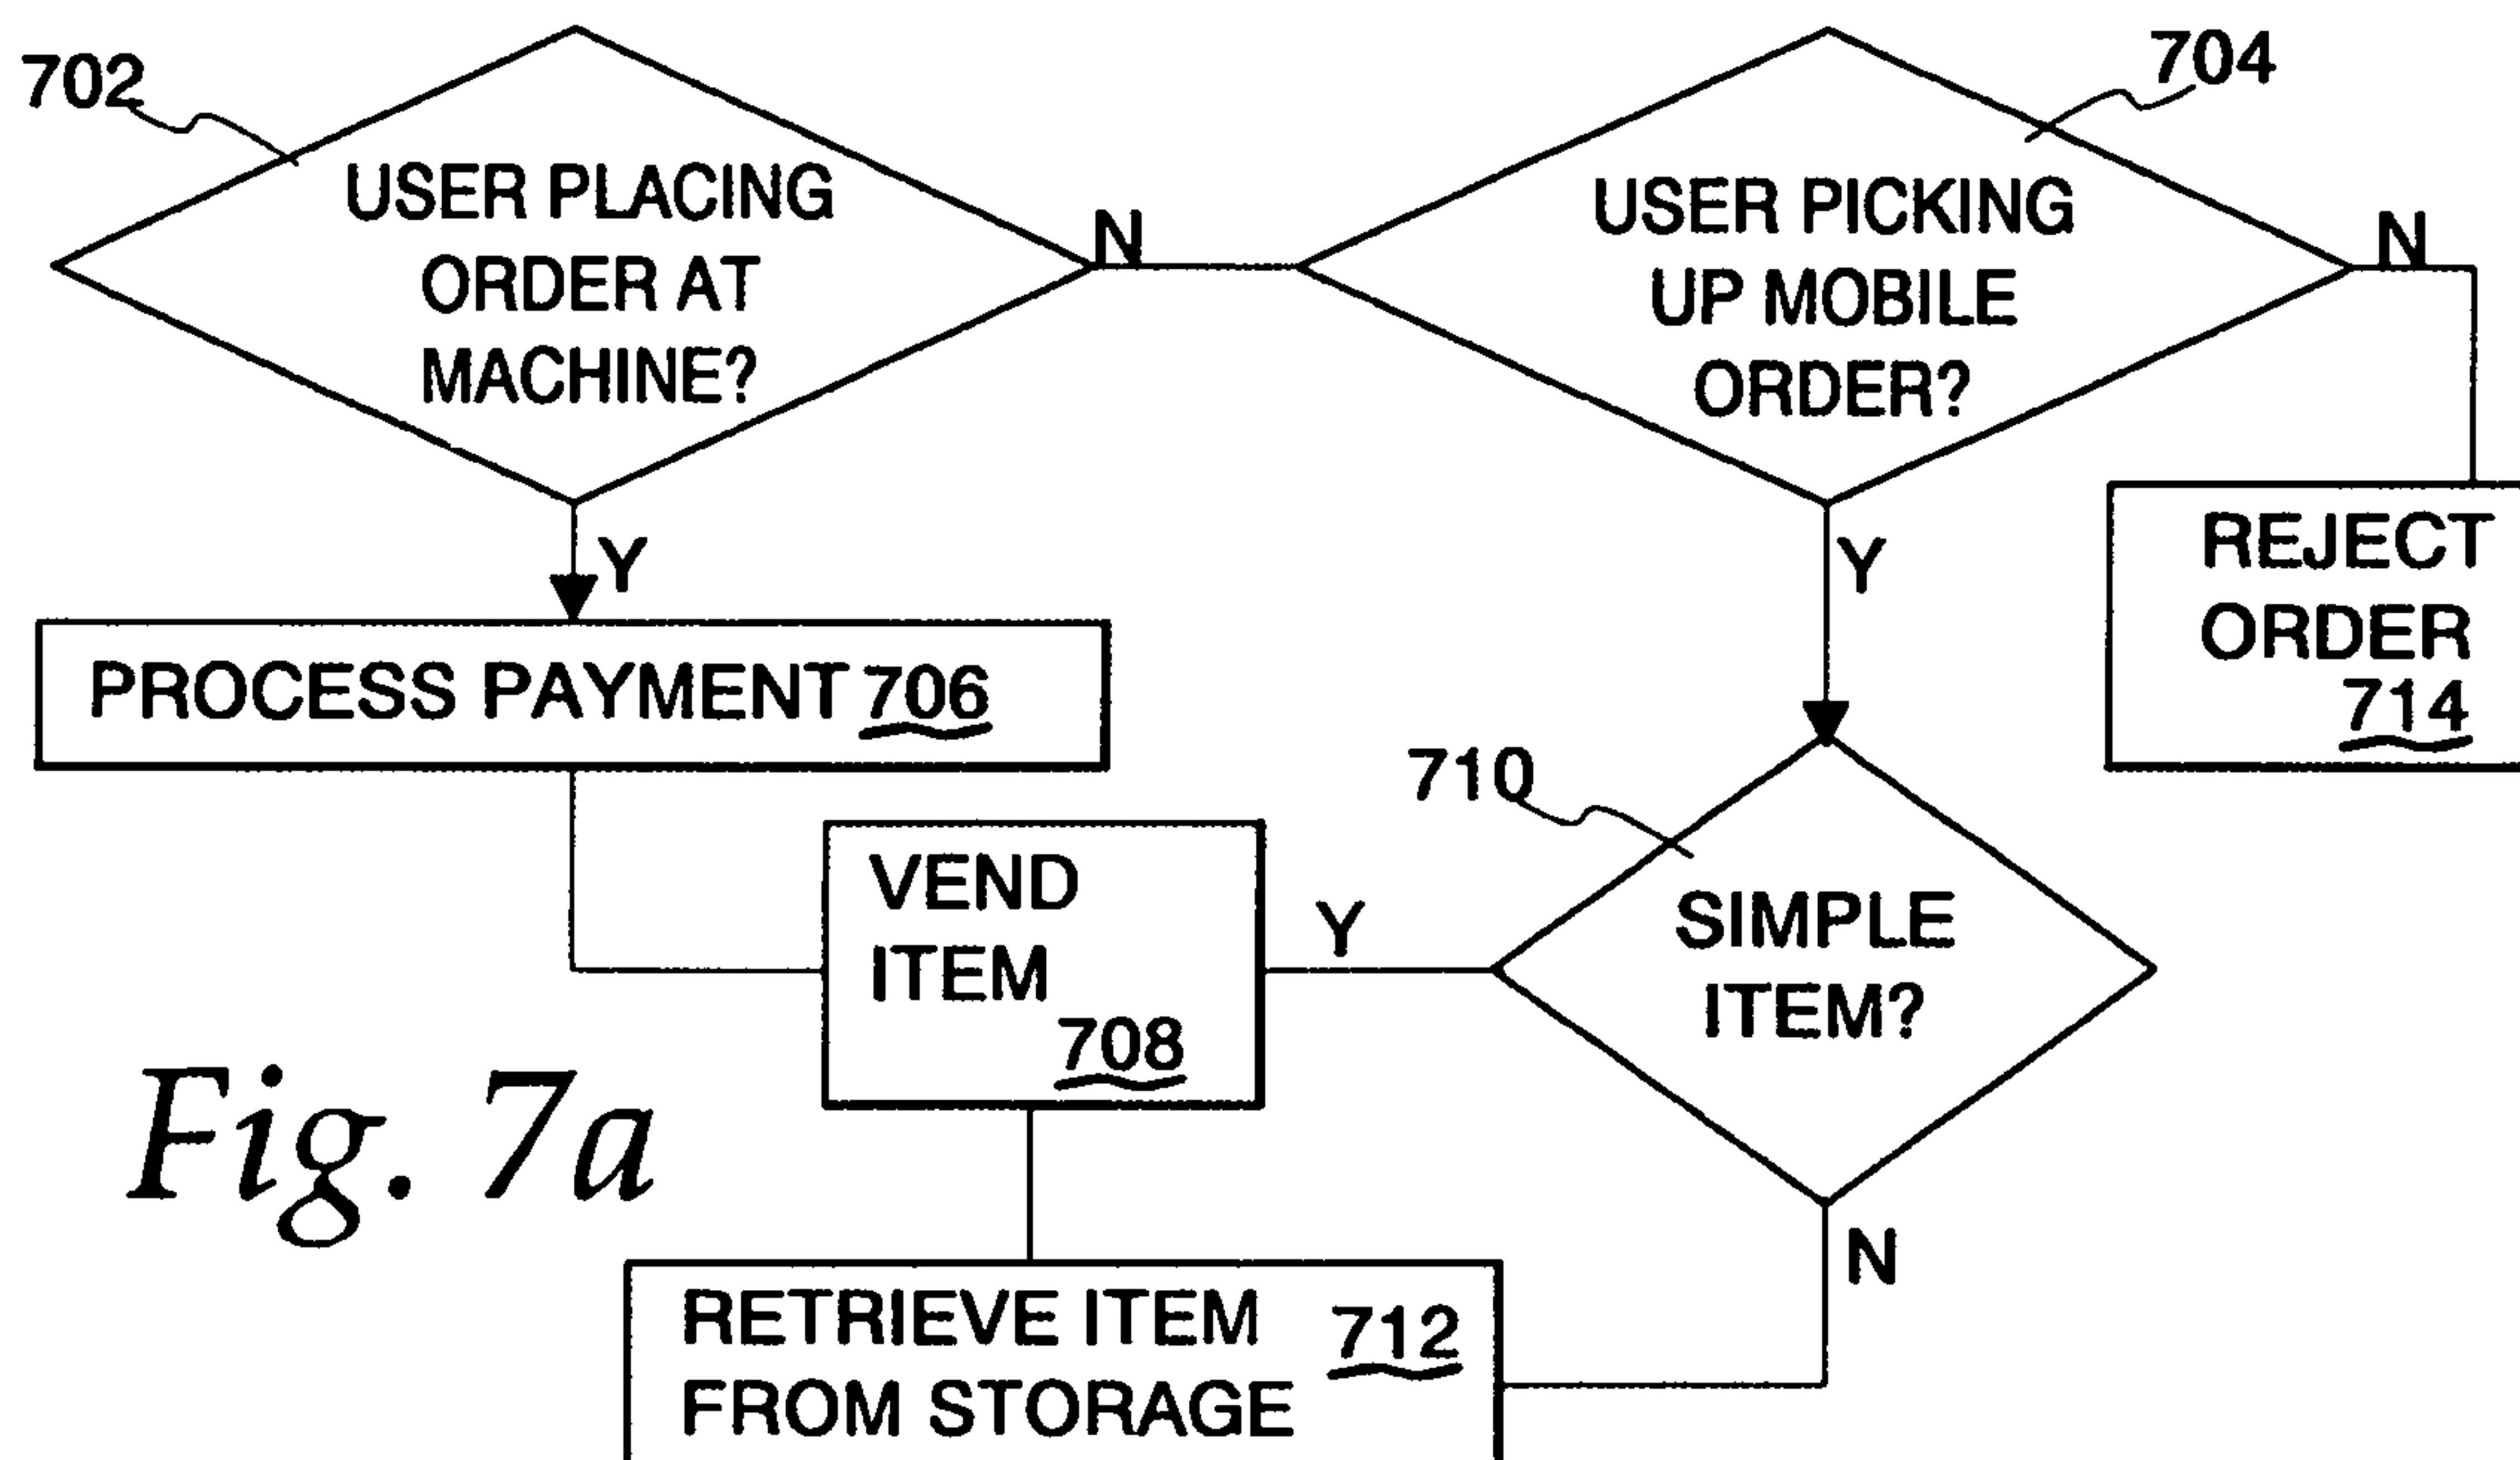 702
USER PLACING
ORDER AT
MACHINE?
N
704
USER PICKING
UP MOBILE
ORDER?
N
Y
Y
REJECT
ORDER
714
PROCESS PAYMENT 706
710
VEND
ITEM
708
Y
SIMPLE
ITEM?
Fig. 7a
N
RETRIEVE ITEM 712
FROM STORAGE